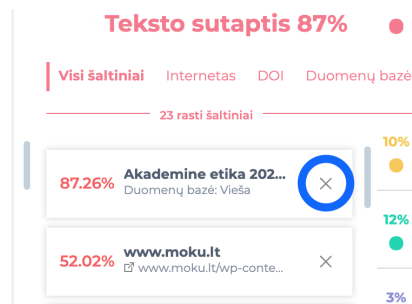 Teksto sutaptis 87%
Visi šaltiniai Internetas DOI Duomenų bazė
23 rasti šaltiniai
10%
87.26% Akademine etika 202...
Duomenų bazė: Vieša
12%
52.02% www.moku.lt
www.moku.lt/wp-conte...
3%